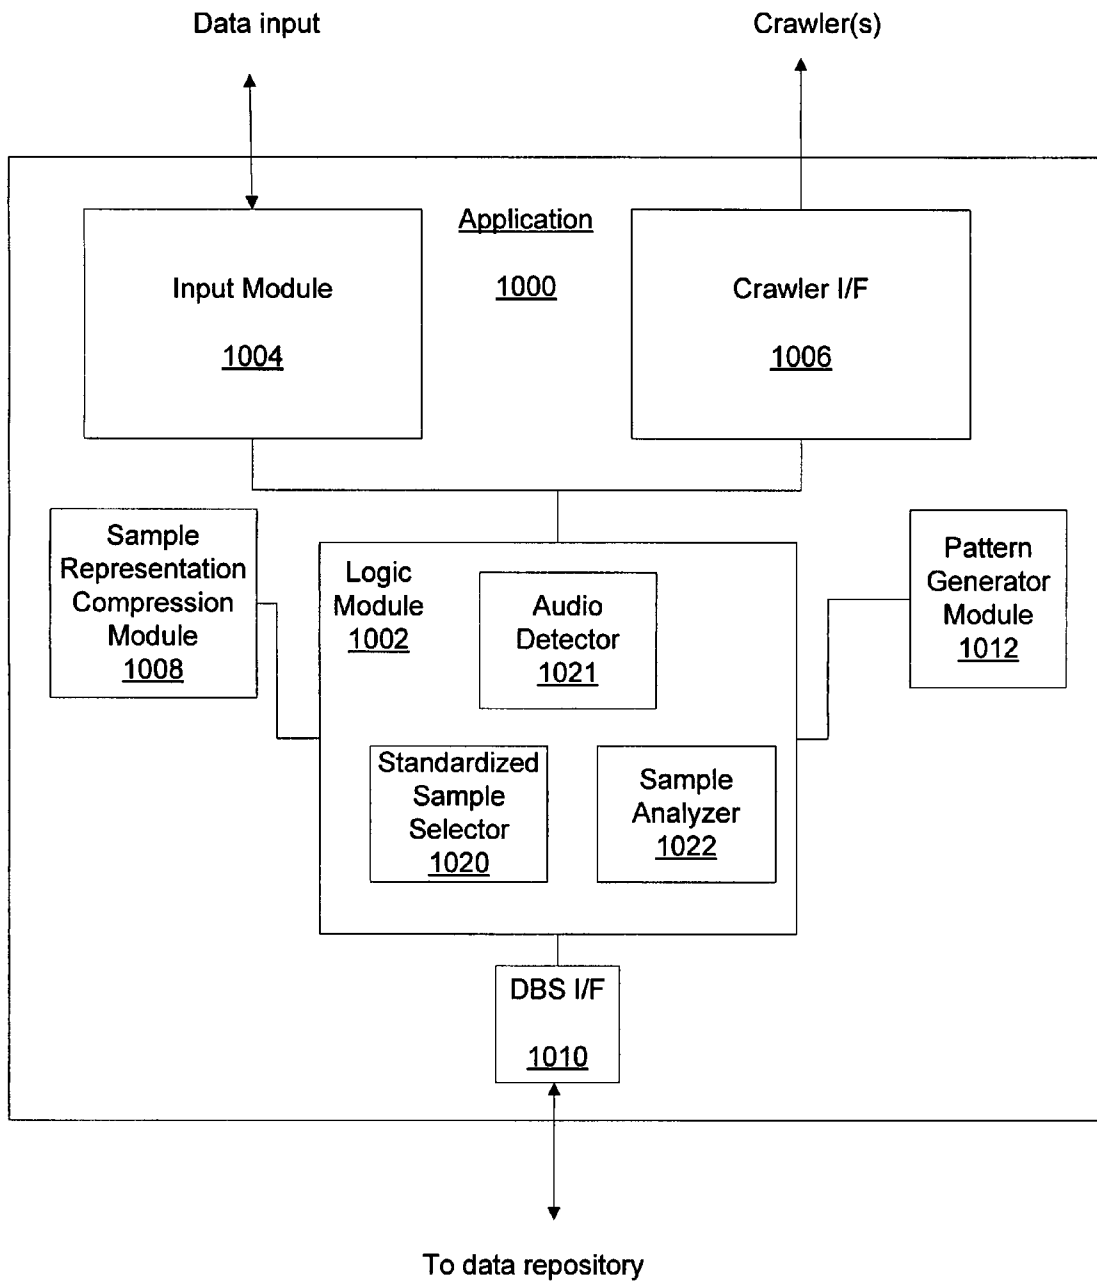 Data input
Crawler(s)
Application
1000
Input Module
1004
Crawler I/F
1006
Sample
Representation
Compression
Module
1008
Logic
Module
1002
Audio
Detector
1021
Pattern
Generator
Module
1012
Standardized
Sample
Selector
1020
Sample
Analyzer
1022
DBS I/F
1010
To data repository